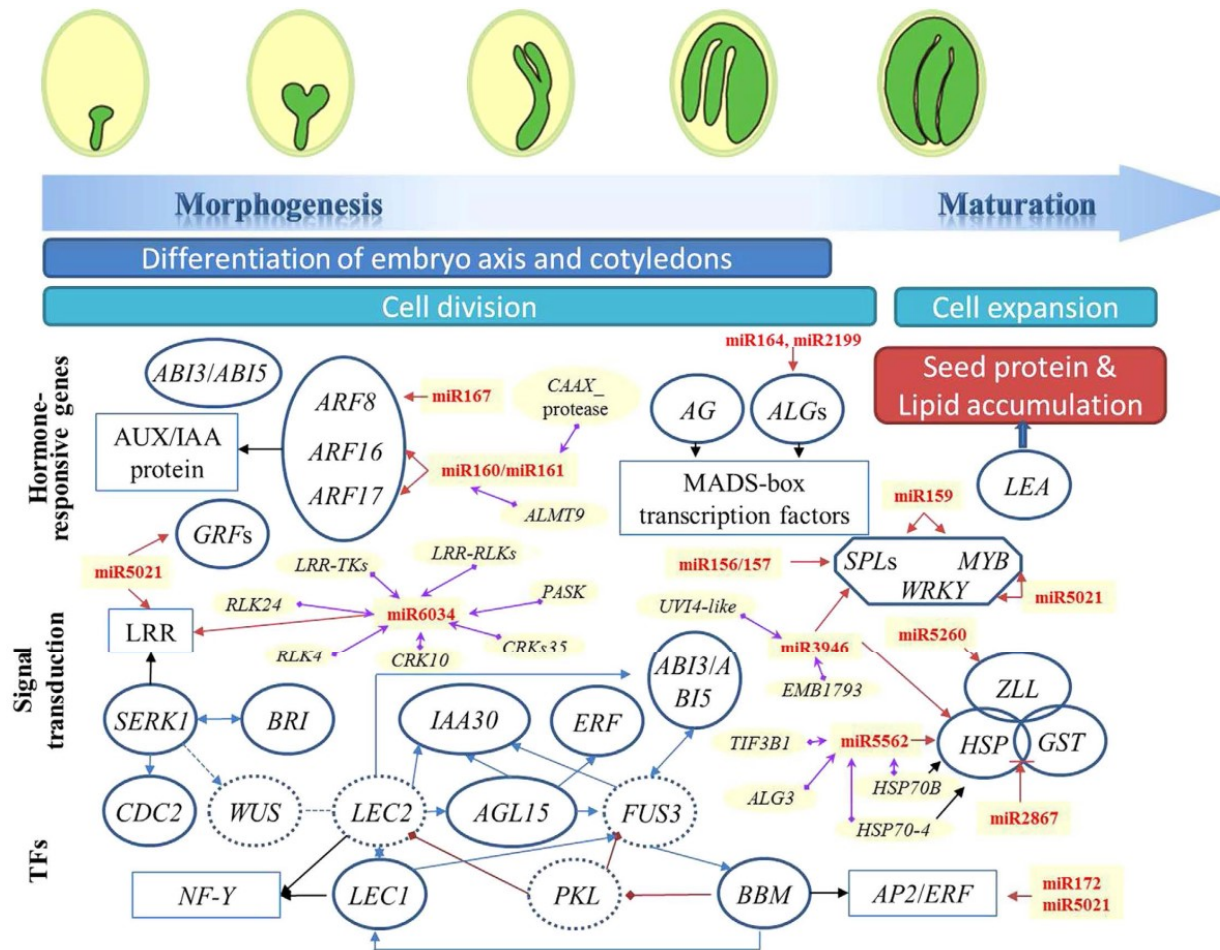 Morphogenesis
Maturation
Differentiation of embryo axis and cotyledons
Cell division
Cell expansion
Hormone-
responsive genes
ABI3/ABI5
AUX/IAA
protein
ARF8
ARF16
ARF17
miR167
CAAX_
protease
miR160/miR161
ALMT9
miR164, miR2199
AG
ALGs
MADS-box
transcription factors
Seed protein &
Lipid accumulation
LEA
miR159
SPLs
MYB
WRKY
miR156/157
miR5021
GRFs
miR5021
LRR
Signal
transduction
LRR-TKs
LRR-RLKs
RLK24
miR6034
PASK
RLK4
CRK10
CRKs35
UVI4-like
miR3946
EMB1793
miR5260
ZLL
HSP
GST
miR2867
SERK1
BRI
IAA30
ERF
ABI3/A
BI5
TIF3B1
miR5562
ALG3
HSP70B
HSP70-4
CDC2
WUS
LEC2
AGL15
FUS3
TFs
NF-Y
LEC1
PKL
BBM
AP2/ERF
miR172
miR5021